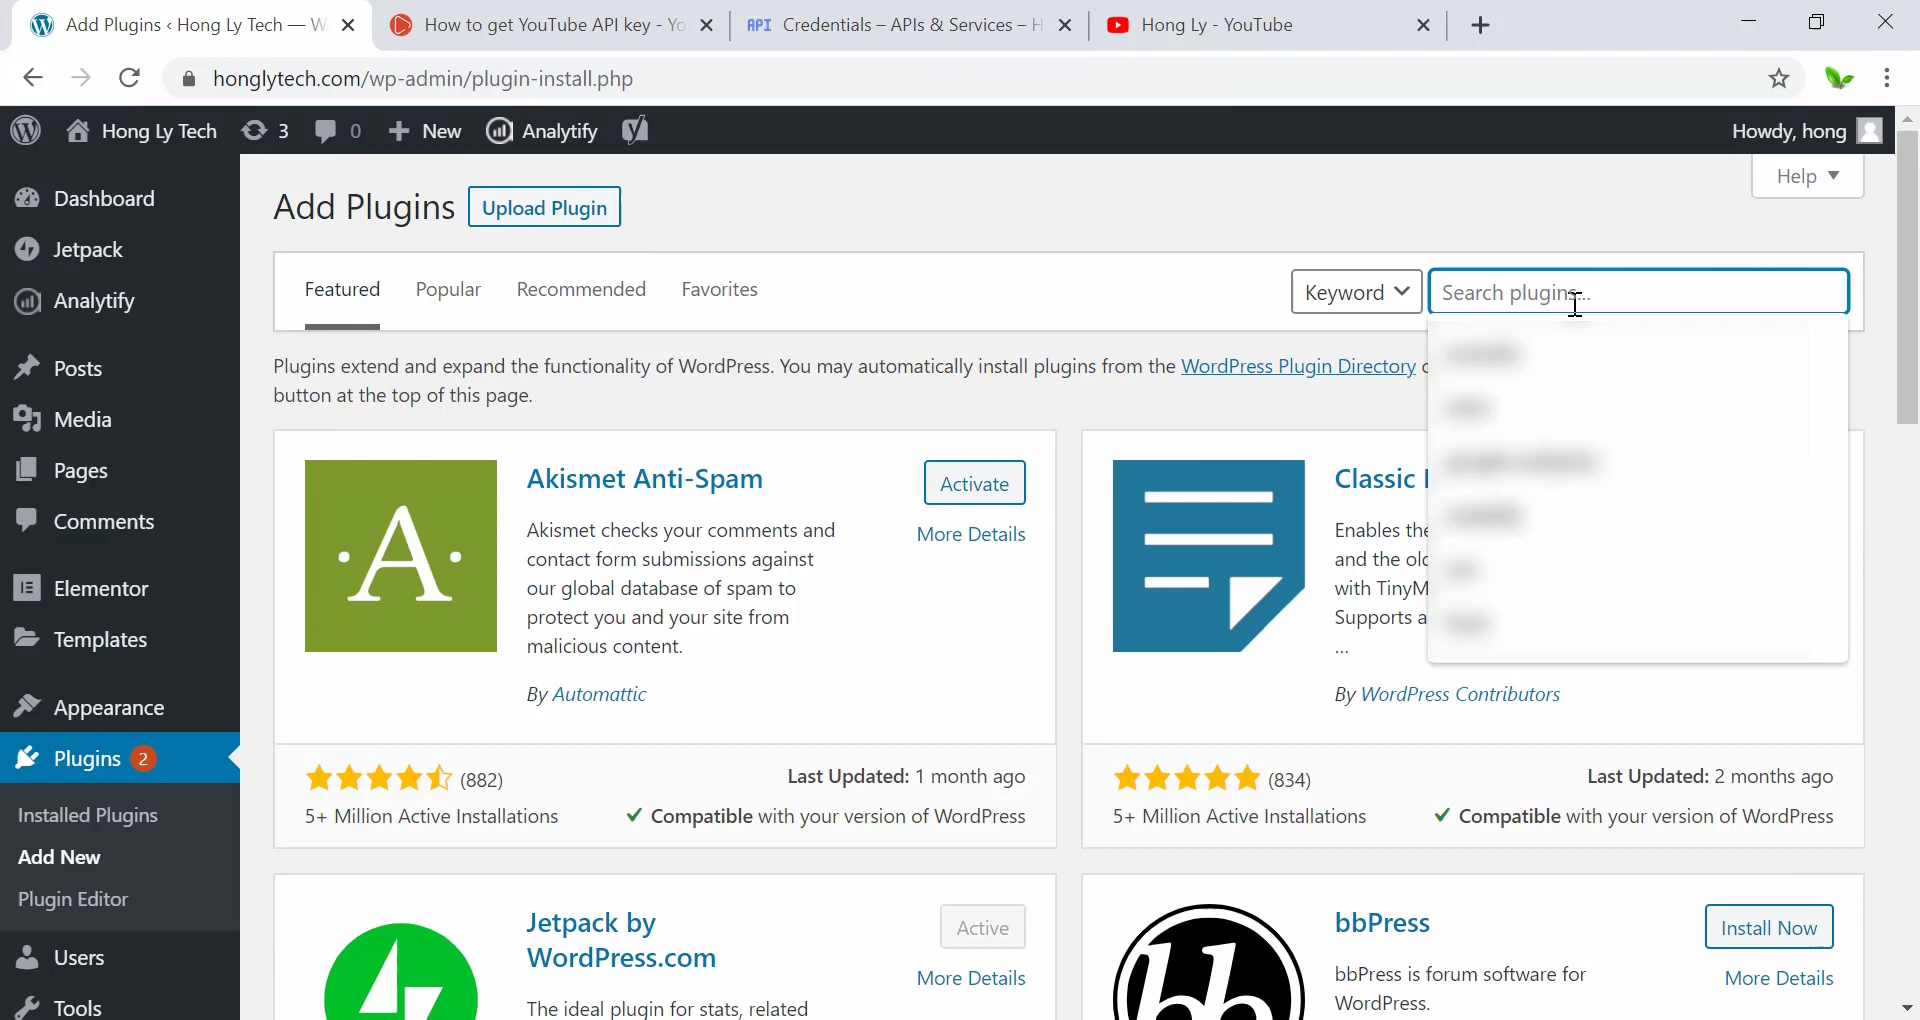 Add Plugins ‹ Hong Ly Tech — W
How to get YouTube API key - Yo
API Credentials – APIs & Services – H
Hong Ly - YouTube
honglytech.com/wp-admin/plugin-install.php
Hong Ly Tech 3 0 New Analytify
Howdy, hong
Help
Dashboard
Jetpack
Analytify
Posts
Media
Pages
Comments
Elementor
Templates
Appearance
Plugins 2
Installed Plugins
Add New
Plugin Editor
Users
Tools
Add Plugins Upload Plugin
Featured Popular Recommended Favorites
Keyword Search plugins...
Plugins extend and expand the functionality of WordPress. You may automatically install plugins from the WordPress Plugin Directory
button at the top of this page.
A
Akismet Anti-Spam
Activate
More Details
Akismet checks your comments and
contact form submissions against
our global database of spam to
protect you and your site from
malicious content.
By Automattic
(882)
Last Updated: 1 month ago
5+ Million Active Installations
Compatible with your version of WordPress
Classic
Enables the
and the old
with TinyM
Supports a
...
By WordPress Contributors
(834)
Last Updated: 2 months ago
5+ Million Active Installations
Compatible with your version of WordPress
Jetpack by
WordPress.com
Active
More Details
The ideal plugin for stats, related
bb
bbPress
Install Now
More Details
bbPress is forum software for
WordPress.